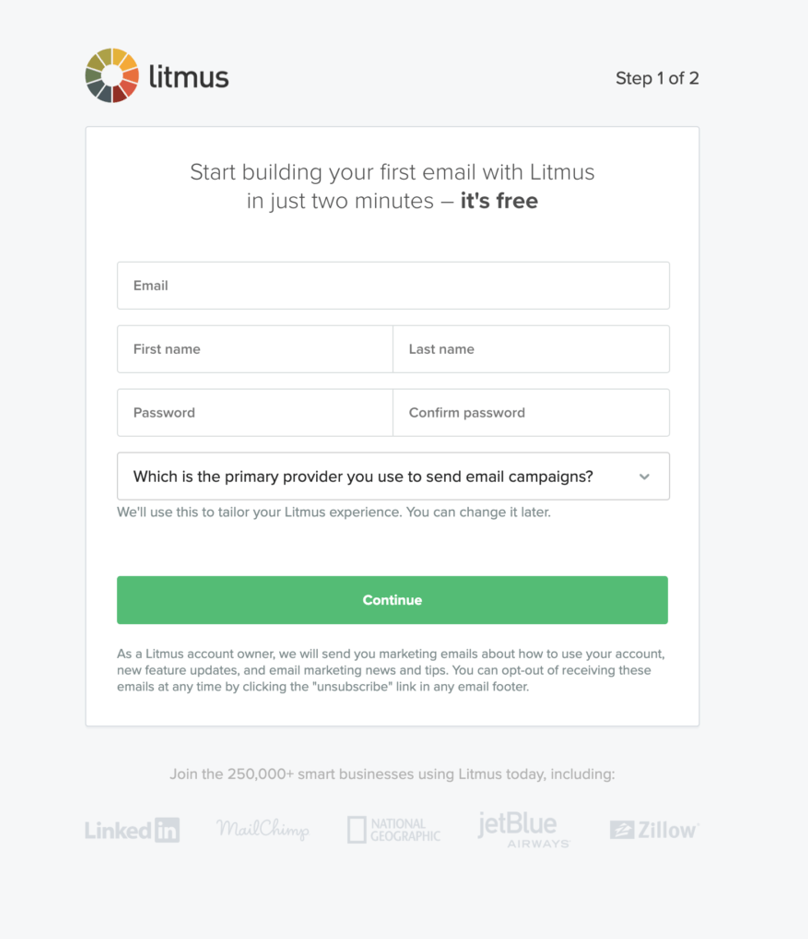 litmus
Step 1 of 2
Start building your first email with Litmus
in just two minutes – it's free
Email
First name
Last name
Password
Confirm password
Which is the primary provider you use to send email campaigns?
We'll use this to tailor your Litmus experience. You can change it later.
Continue
As a Litmus account owner, we will send you marketing emails about how to use your account,
new feature updates, and email marketing news and tips. You can opt-out of receiving these
emails at any time by clicking the "unsubscribe" link in any email footer.
Join the 250,000+ smart businesses using Litmus today, including:
Linked in
MailChimp
NATIONAL
GEOGRAPHIC
jetBlue
AIRWAYS
Zillow